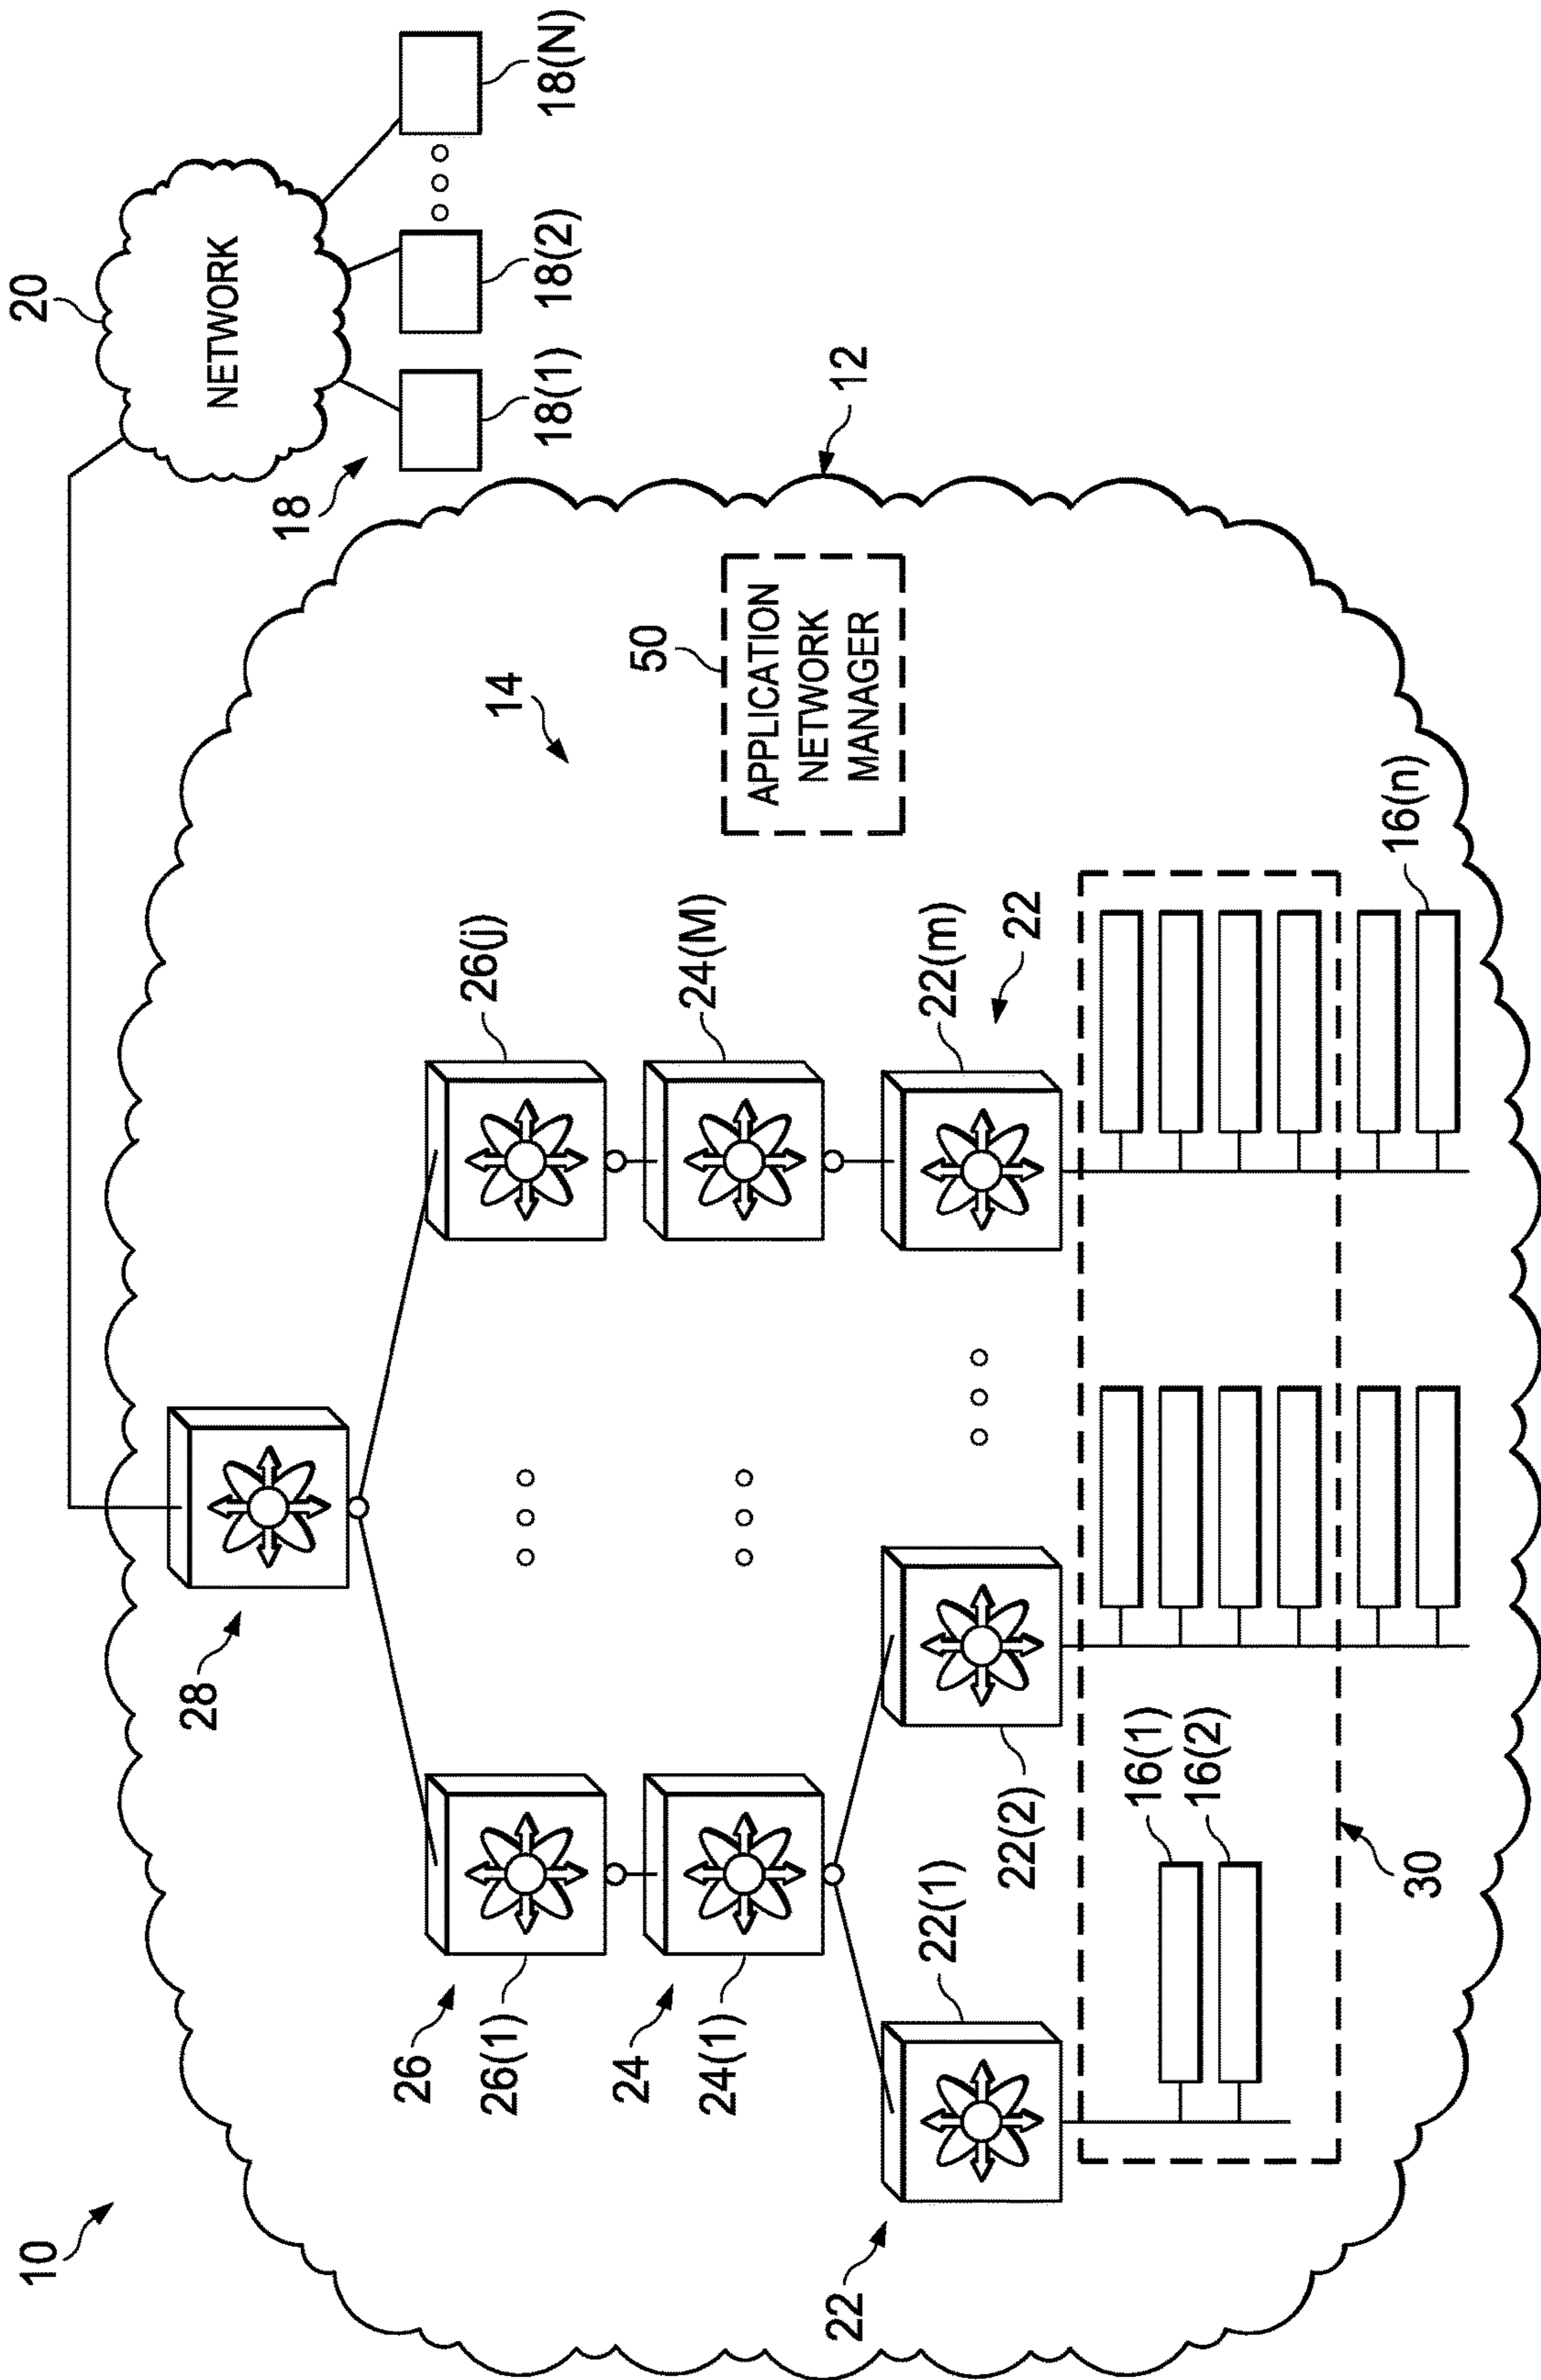 10
20
NETWORK
18
18(1)
18(2)
18(N)
12
28
14
50
APPLICATION
NETWORK
MANAGER
26
26(1)
26(j)
24
24(1)
24(M)
22
22(1)
22(2)
22(m)
22
16(1)
16(2)
16(n)
30